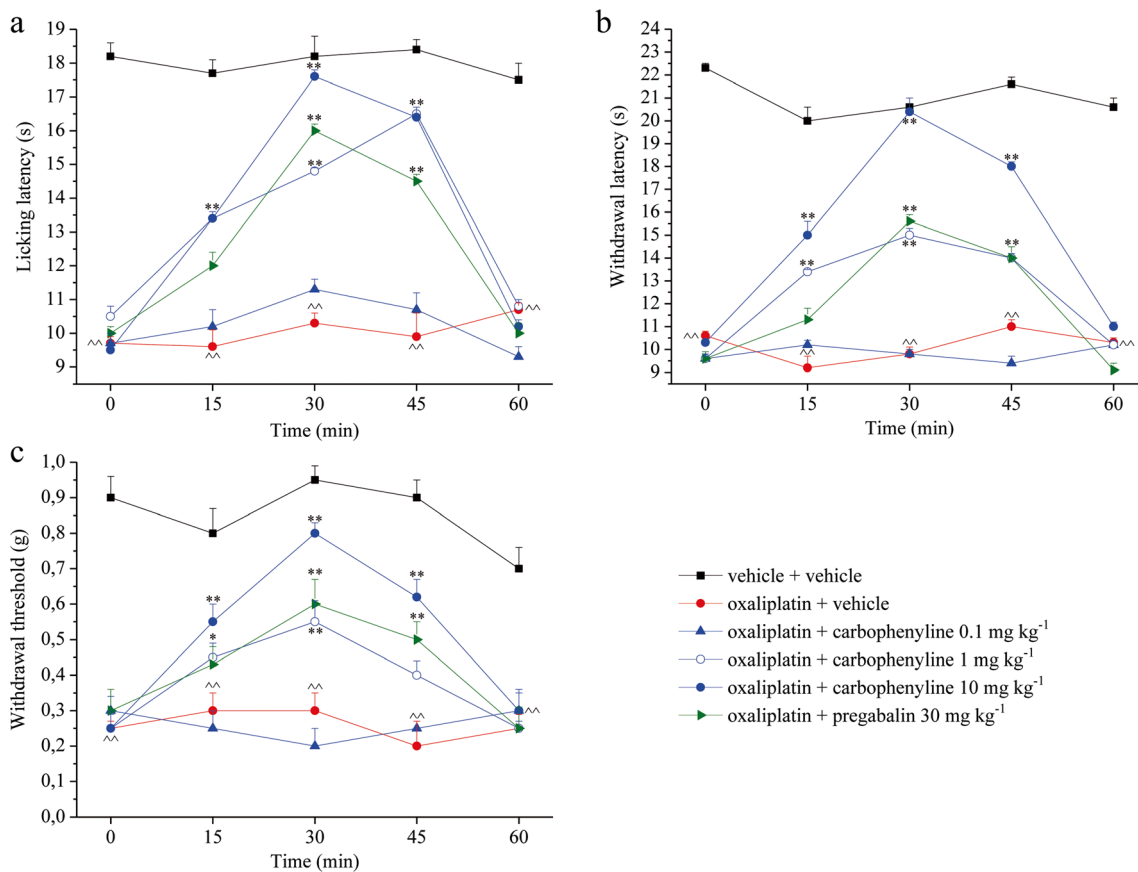 a
Licking latency (s)
19
18
17
16
15
14
13
12
11
10
9
** ** ** ** ** ** ^^ ^^ ^^ ^^ ^^
0 15 30 45 60
Time (min)
b
Withdrawal latency (s)
24
23
22
21
20
19
18
17
16
15
14
13
12
11
10
9
** ** ** ** ** ** ** ^^ ^^ ^^ ^^ ^^
0 15 30 45 60
Time (min)
c
Withdrawal threshold (g)
1,0
0,9
0,8
0,7
0,6
0,5
0,4
0,3
0,2
0,1
0,0
** ** ** ** * ** ** ^^ ^^ ^^ ^^ ^^
0 15 30 45 60
Time (min)
vehicle + vehicle
oxaliplatin + vehicle
oxaliplatin + carbophenyline 0.1 mg kg⁻¹
oxaliplatin + carbophenyline 1 mg kg⁻¹
oxaliplatin + carbophenyline 10 mg kg⁻¹
oxaliplatin + pregabalin 30 mg kg⁻¹